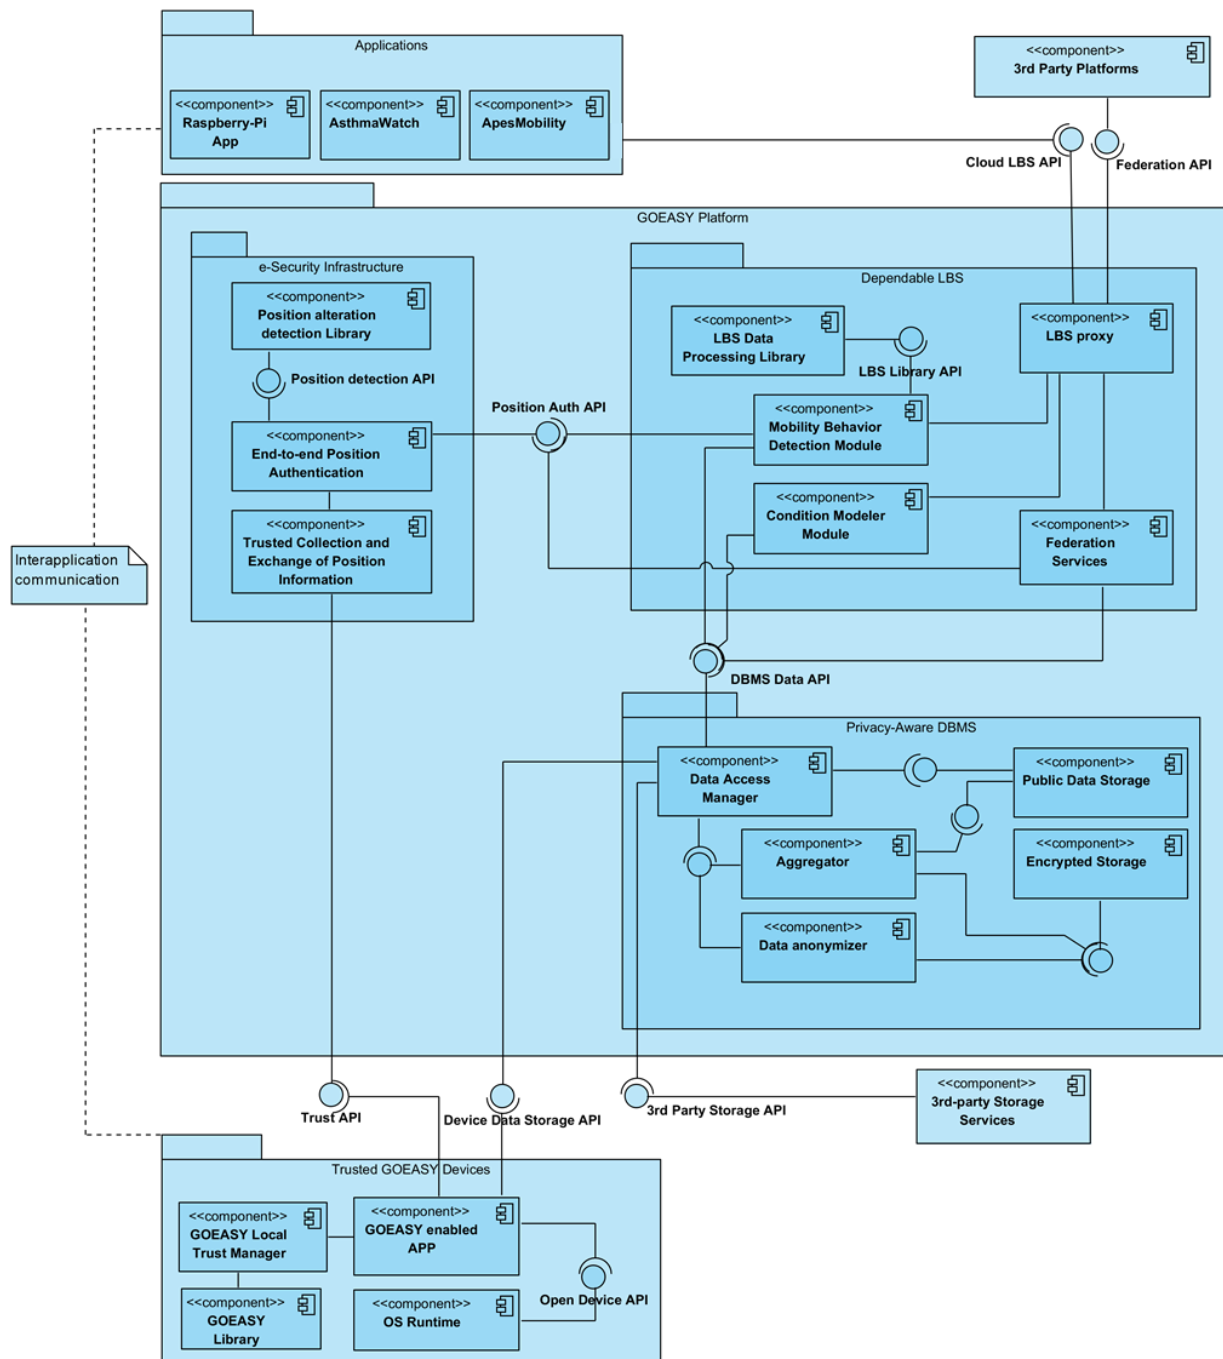 Applications
<<component>>
Raspberry-Pi
App
<<component>>
AsthmaWatch
<<component>>
ApesMobility
<<component>>
3rd Party Platforms
Cloud LBS API
Federation API
GOEASY Platform
e-Security Infrastructure
<<component>>
Position alteration
detection Library
Position detection API
<<component>>
End-to-end Position
Authentication
<<component>>
Trusted Collection and
Exchange of Position
Information
Position Auth API
Dependable LBS
<<component>>
LBS Data
Processing Library
LBS Library API
<<component>>
LBS proxy
<<component>>
Mobility Behavior
Detection Module
<<component>>
Condition Modeler
Module
<<component>>
Federation
Services
Interapplication
communication
DBMS Data API
Privacy-Aware DBMS
<<component>>
Data Access
Manager
<<component>>
Public Data Storage
<<component>>
Aggregator
<<component>>
Encrypted Storage
<<component>>
Data anonymizer
Trust API
Device Data Storage API
3rd Party Storage API
<<component>>
3rd-party Storage
Services
Trusted GOEASY Devices
<<component>>
GOEASY Local
Trust Manager
<<component>>
GOEASY enabled
APP
<<component>>
GOEASY
Library
<<component>>
OS Runtime
Open Device API